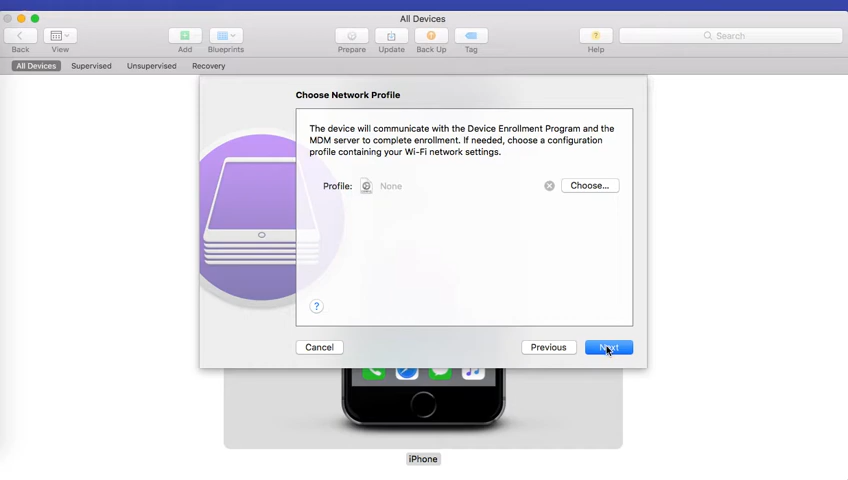 All Devices
Back
View
Add
Blueprints
Prepare
Update
Back Up
Tag
?
Help
Search
All Devices
Supervised
Unsupervised
Recovery
Choose Network Profile
The device will communicate with the Device Enrollment Program and the
MDM server to complete enrollment. If needed, choose a configuration
profile containing your Wi-Fi network settings.
Profile:
None
Choose...
?
Cancel
Previous
Next
iPhone